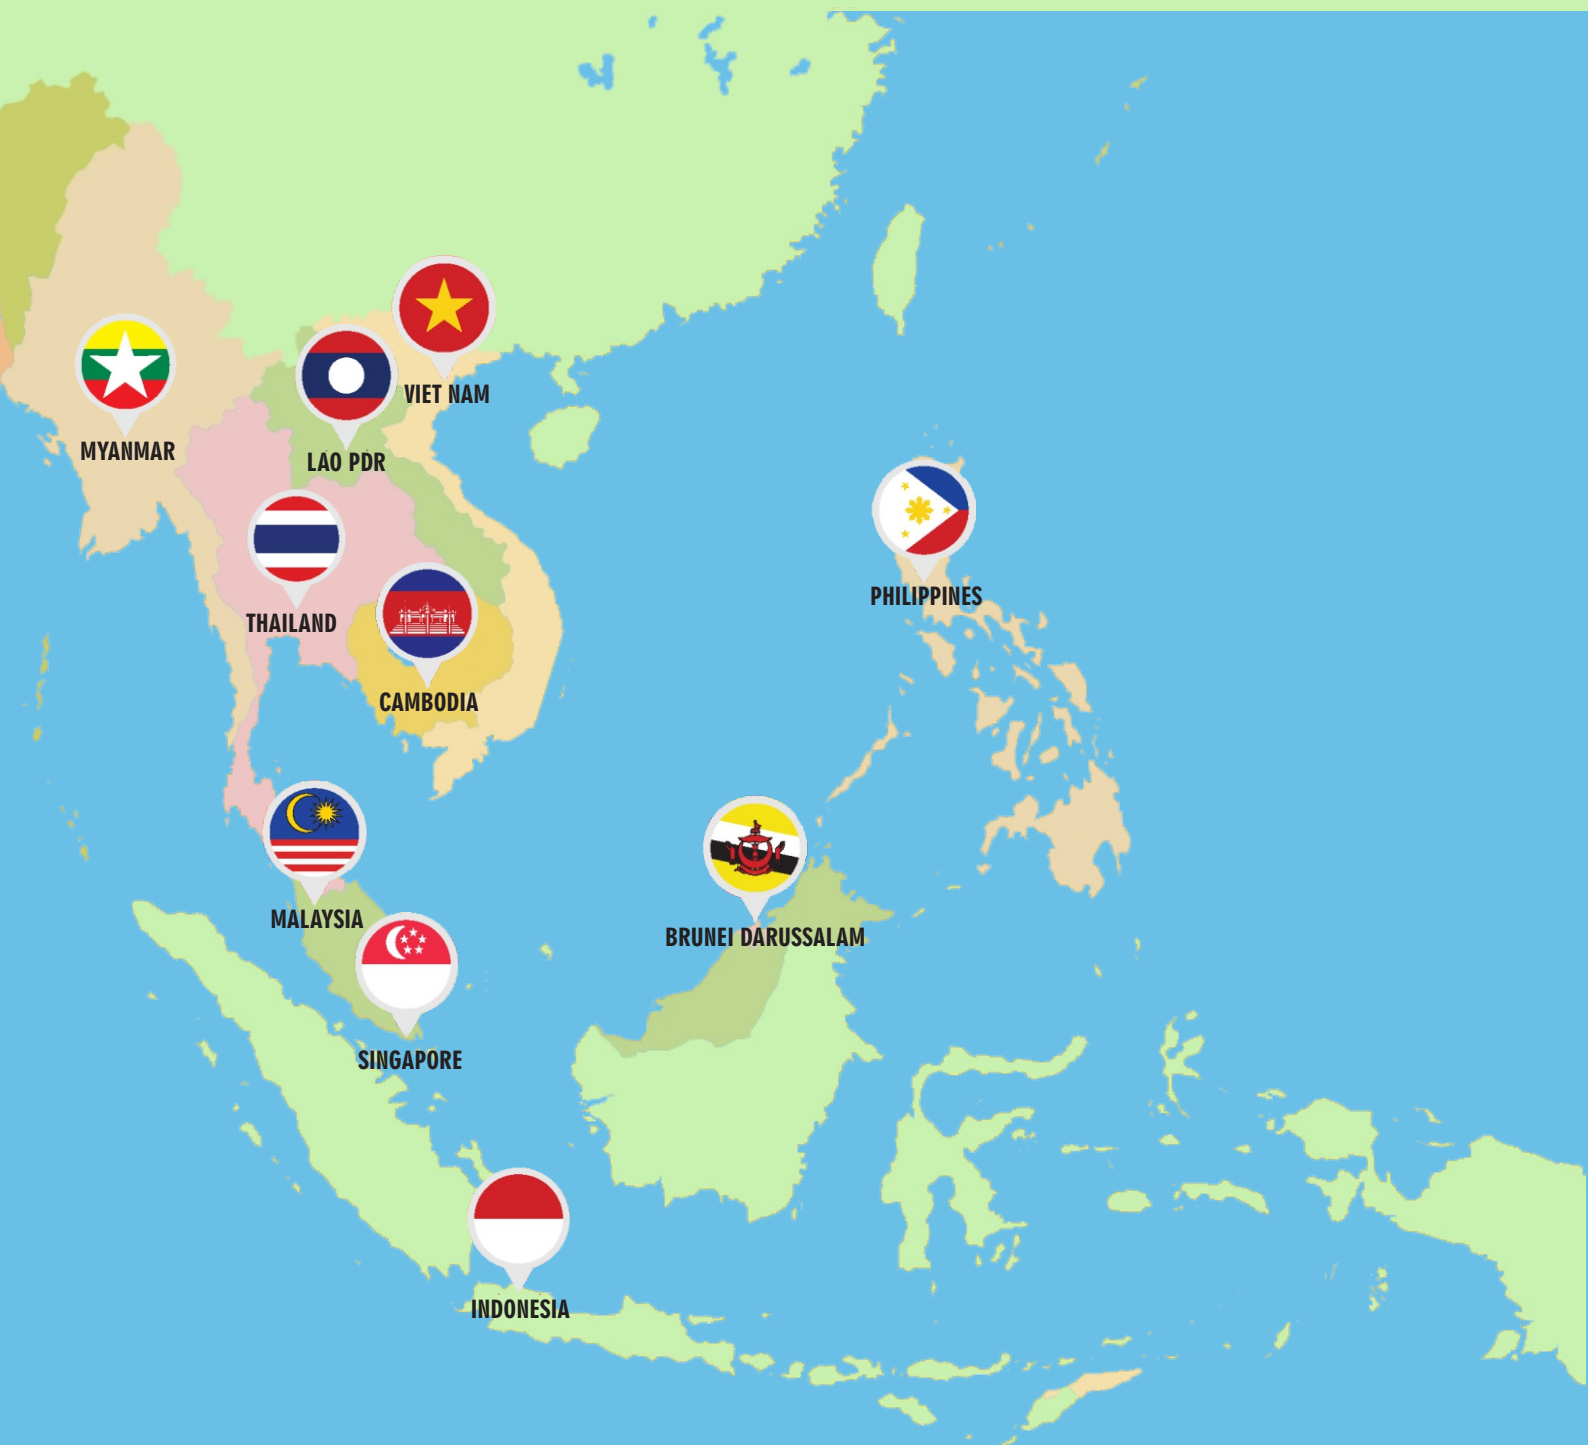 VIET NAM
MYANMAR
LAO PDR
PHILIPPINES
THAILAND
CAMBODIA
MALAYSIA
BRUNEI DARUSSALAM
SINGAPORE
INDONESIA